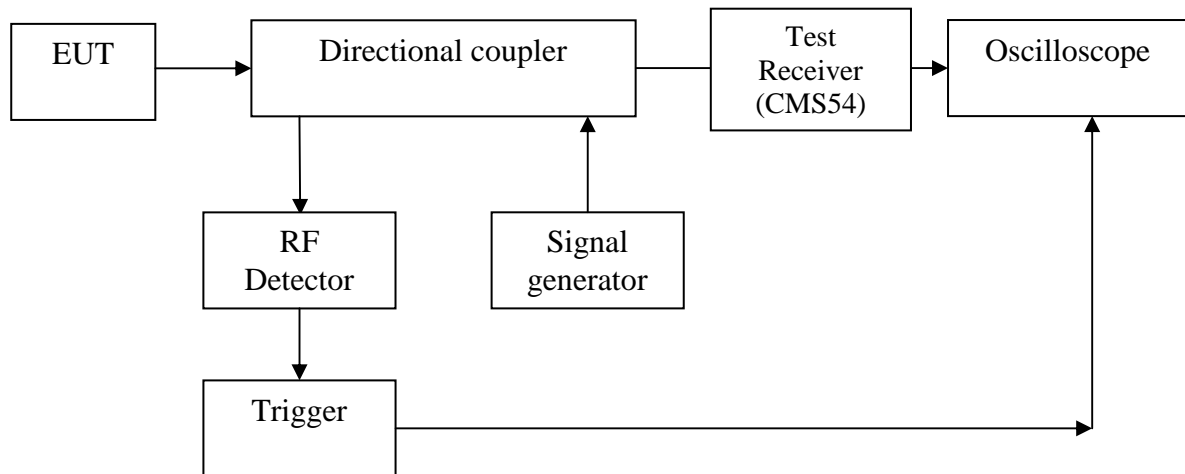 EUT
Directional coupler
Test
Receiver
(CMS54)
Oscilloscope
RF
Detector
Signal
generator
Trigger